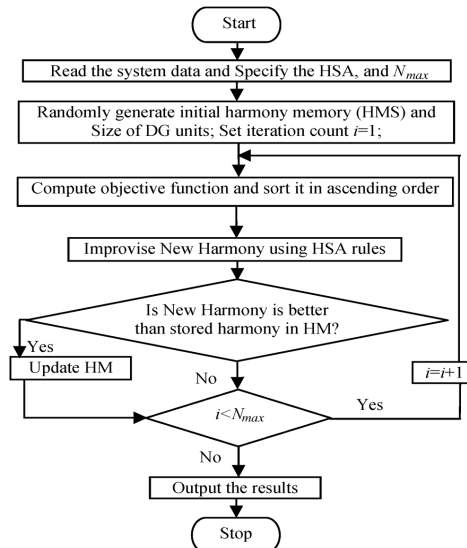 Start
Read the system data and Specify the HSA, and Nmax
Randomly generate initial harmony memory (HMS) and
Size of DG units; Set iteration count i=1;
Compute objective function and sort it in ascending order
Improvise New Harmony using HSA rules
Is New Harmony is better
than stored harmony in HM?
Yes
Update HM
No
i=i+1
i<Nmax
Yes
No
Output the results
Stop